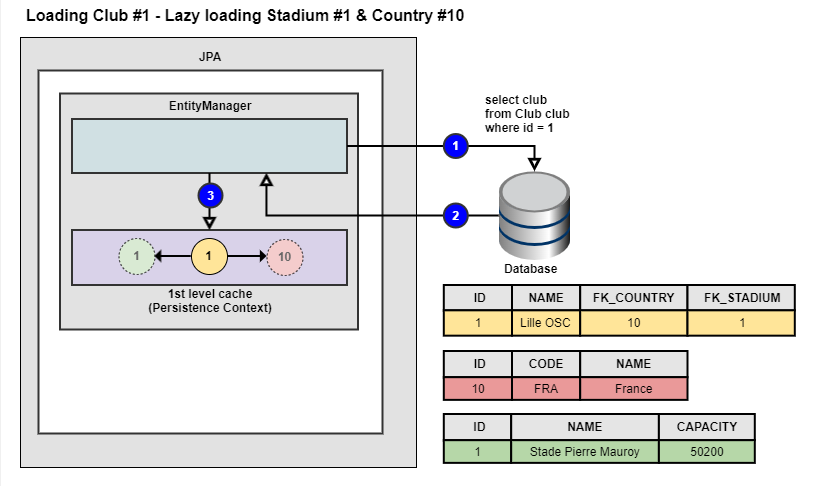 Loading Club #1 - Lazy loading Stadium #1 & Country #10
JPA
EntityManager
select club
from Club club
where id = 1
1
3
2
1 1 10
1st level cache
(Persistence Context)
Database
ID NAME FK_COUNTRY FK_STADIUM
1 Lille OSC 10 1
ID CODE NAME
10 FRA France
ID NAME CAPACITY
1 Stade Pierre Mauroy 50200